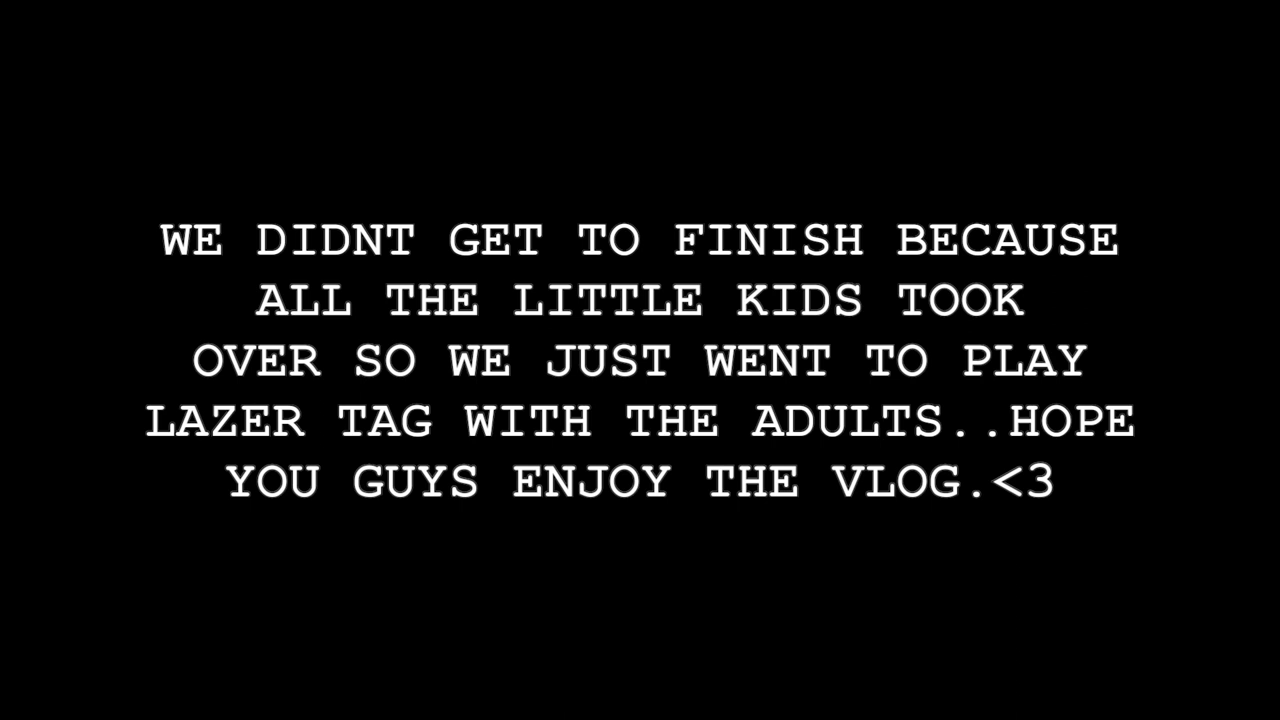 WE DIDNT GET TO FINISH BECAUSE
ALL THE LITTLE KIDS TOOK
OVER SO WE JUST WENT TO PLAY
LAZER TAG WITH THE ADULTS..HOPE
YOU GUYS ENJOY THE VLOG.<3